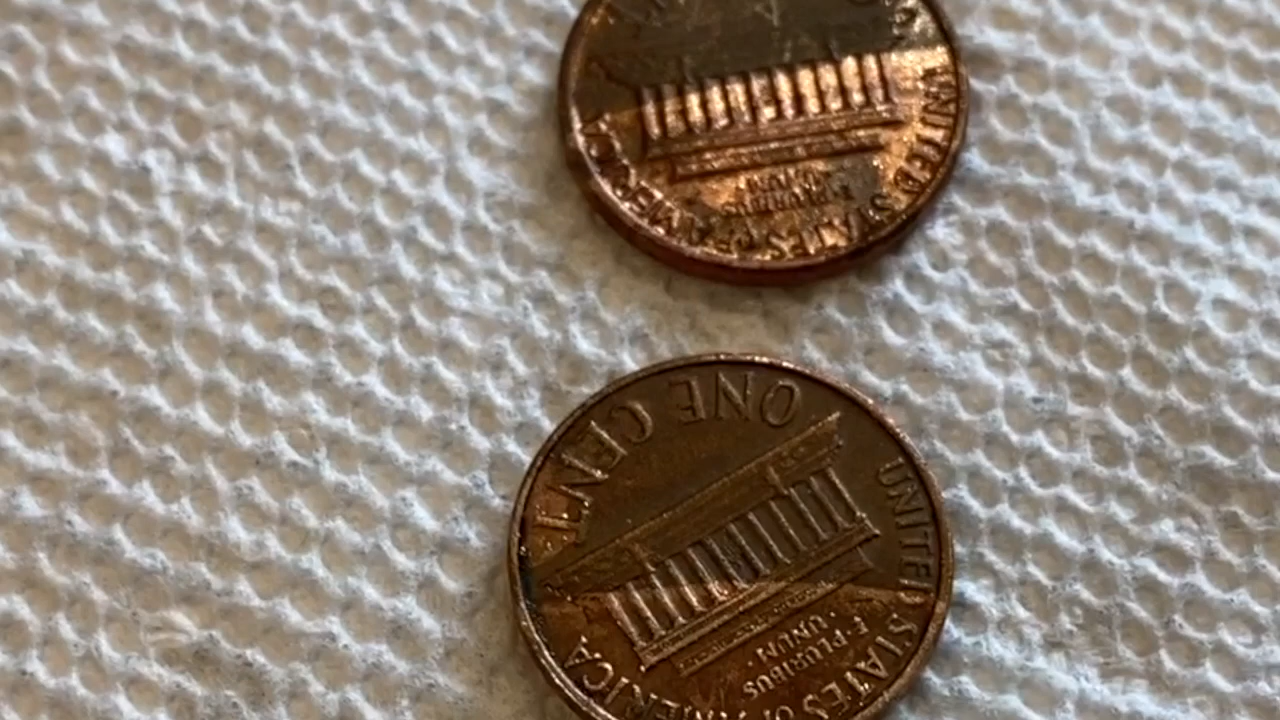 UNITED STATES OF AMERICA
E PLURIBUS
UNUM
UNITED STATES OF AMERICA
E·PLURIBUS
·UNUM·
ONE CENT